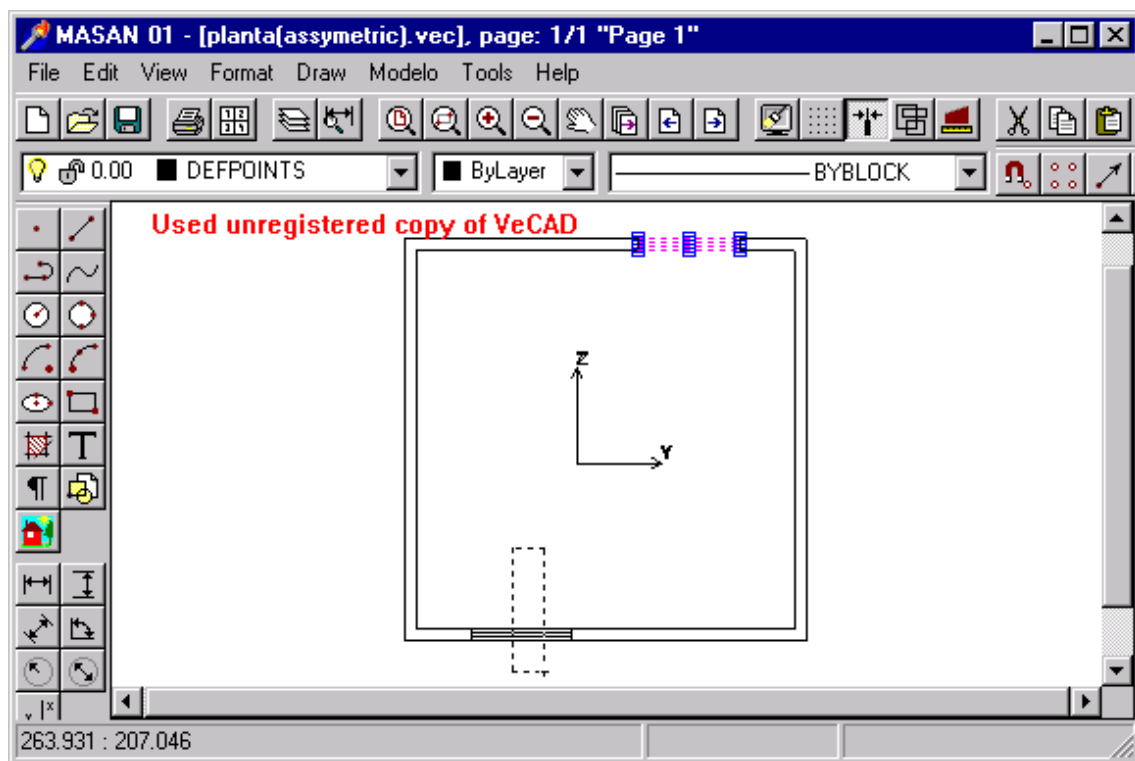 MASAN 01 - [planta(assymetric).vec], page: 1/1 "Page 1"
File Edit View Format Draw Modelo Tools Help
0.00 DEFPOINTS ByLayer BYBLOCK
Used unregistered copy of VeCAD
Z
Y
263.931 : 207.046